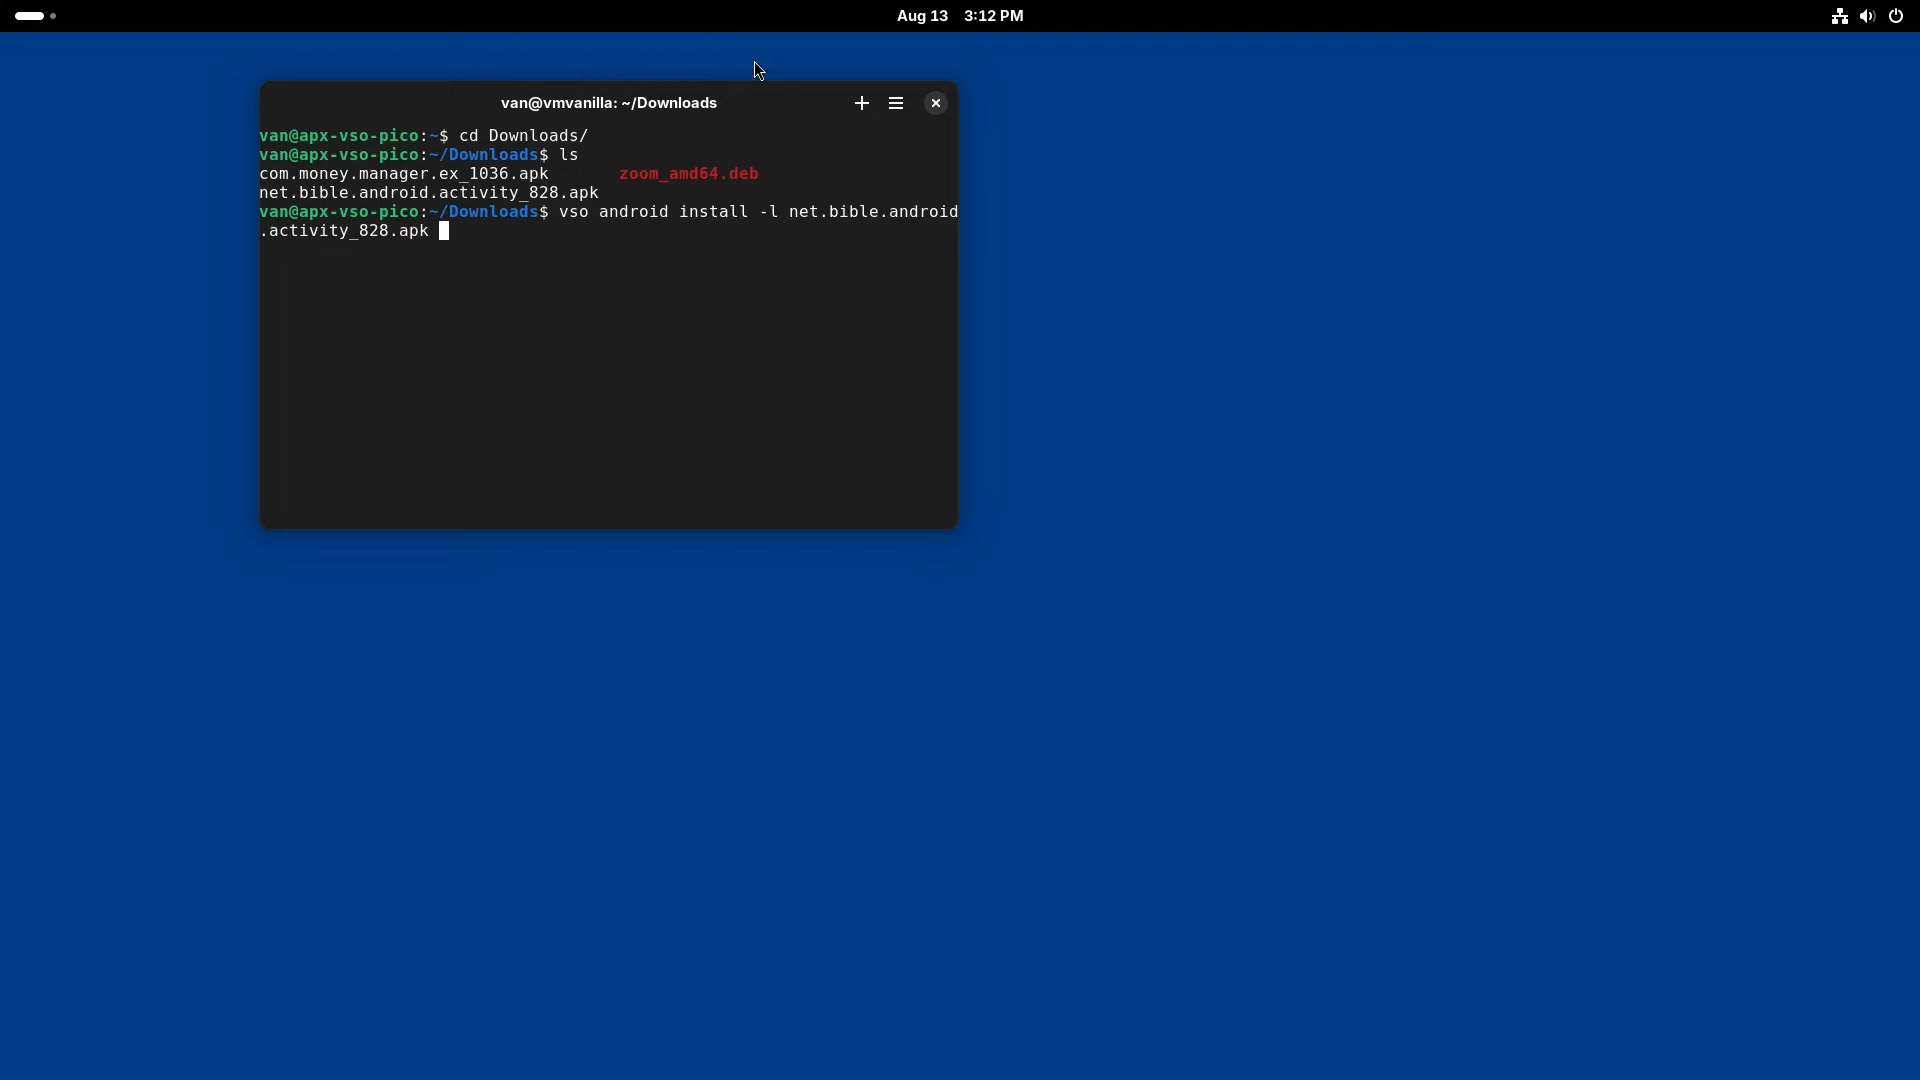 Aug 13 3:12 PM
van@vmvanilla: ~/Downloads
van@apx-vso-pico:~$ cd Downloads/
van@apx-vso-pico:~/Downloads$ ls
com.money.manager.ex_1036.apk zoom_amd64.deb
net.bible.android.activity_828.apk
van@apx-vso-pico:~/Downloads$ vso android install -l net.bible.android
.activity_828.apk